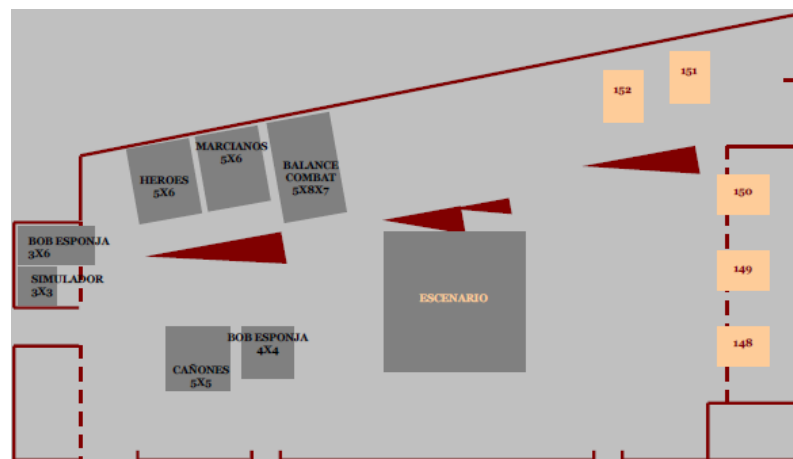 151
152
MARCIANOS
5X6
HEROES
5X6
BALANCE
COMBAT
5X8X7
150
BOB ESPONJA
3X6
SIMULADOR
3X3
149
ESCENARIO
BOB ESPONJA
4X4
148
CAÑONES
5X5